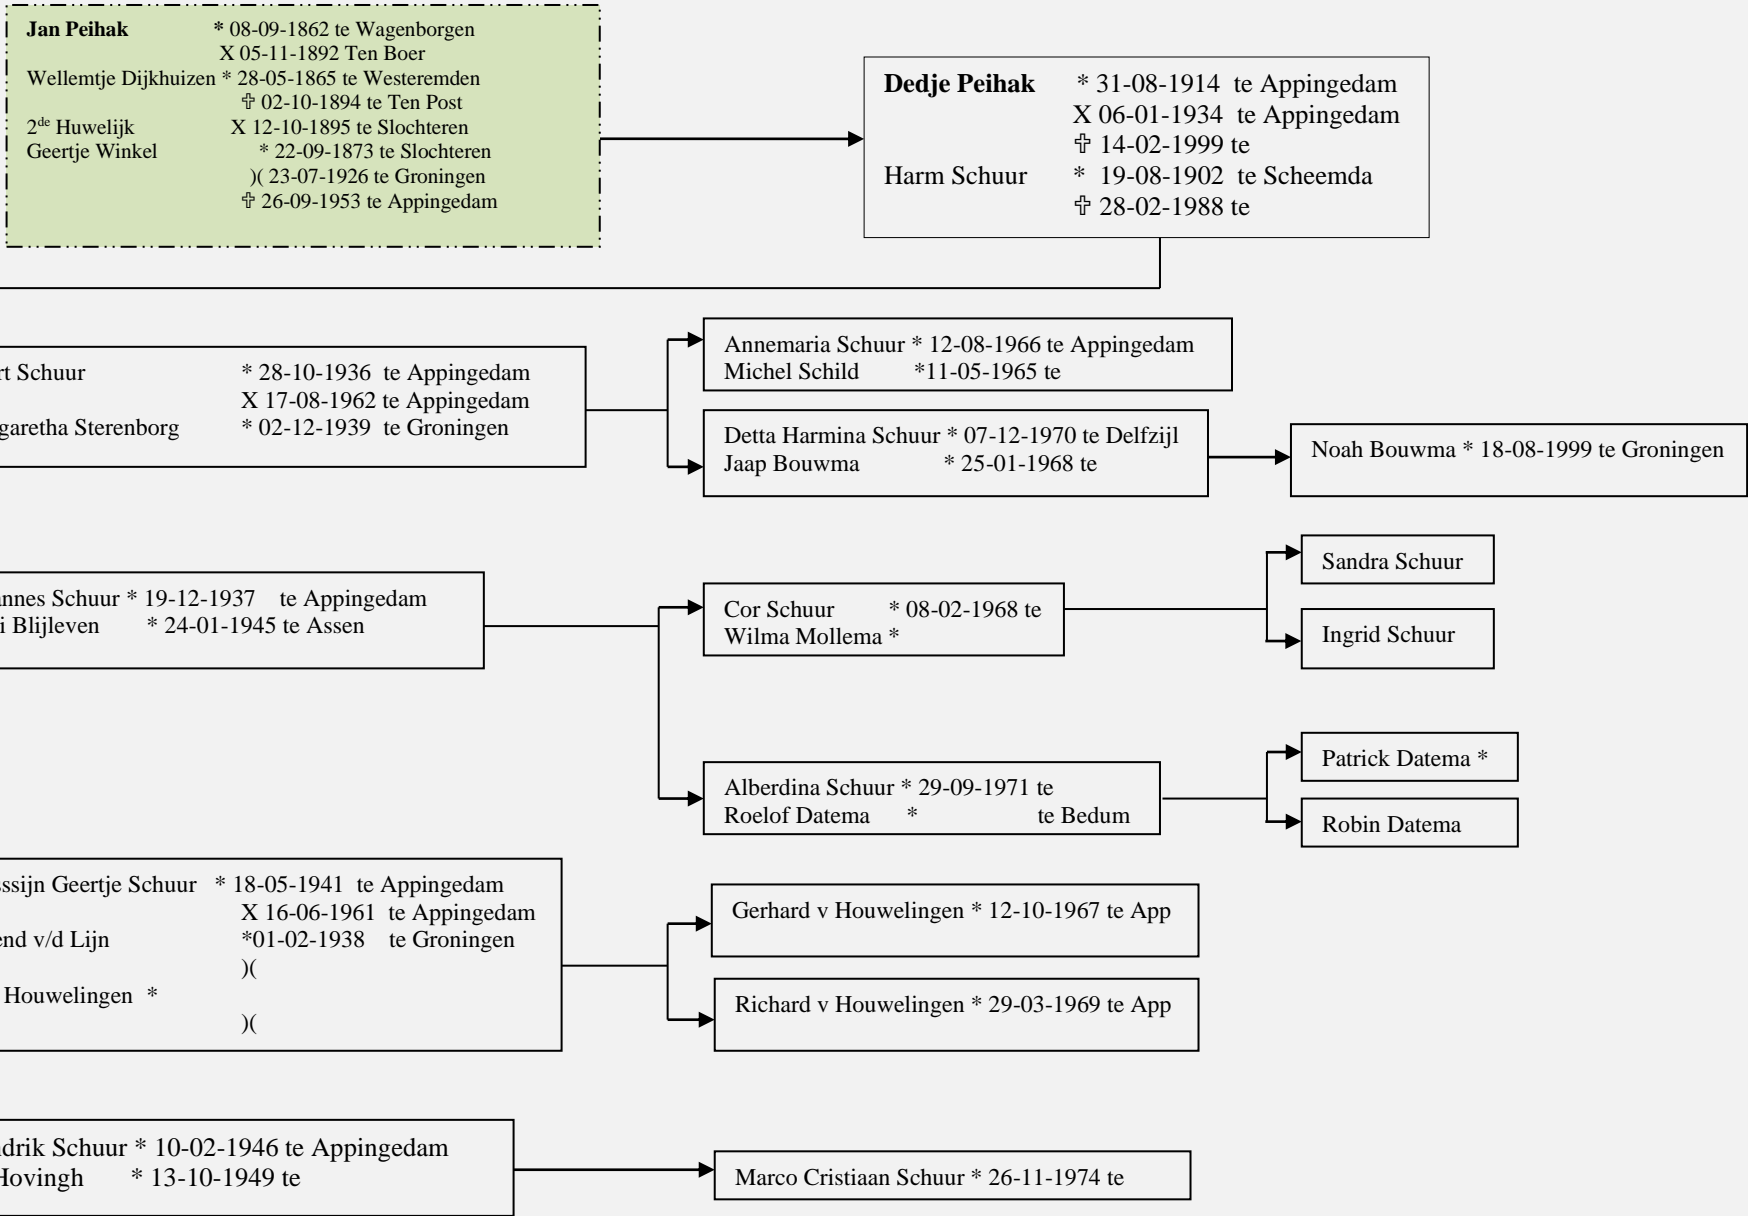 Jan Peihak * 08-09-1862 te Wagenborgen
X 05-11-1892 Ten Boer
Wellemtje Dijkhuizen * 28-05-1865 te Westeremden
✞ 02-10-1894 te Ten Post
2de Huwelijk X 12-10-1895 te Slochteren
Geertje Winkel * 22-09-1873 te Slochteren
)( 23-07-1926 te Groningen
✞ 26-09-1953 te Appingedam
Dedje Peihak * 31-08-1914 te Appingedam
X 06-01-1934 te Appingedam
✞ 14-02-1999 te
Harm Schuur * 19-08-1902 te Scheemda
✞ 28-02-1988 te
rt Schuur * 28-10-1936 te Appingedam
X 17-08-1962 te Appingedam
garetha Sterenborg * 02-12-1939 te Groningen
Annemaria Schuur * 12-08-1966 te Appingedam
Michel Schild *11-05-1965 te
Detta Harmina Schuur * 07-12-1970 te Delfzijl
Jaap Bouwma * 25-01-1968 te
Noah Bouwma * 18-08-1999 te Groningen
nnes Schuur * 19-12-1937 te Appingedam
i Blijleven * 24-01-1945 te Assen
Cor Schuur * 08-02-1968 te
Wilma Mollema *
Sandra Schuur
Ingrid Schuur
Alberdina Schuur * 29-09-1971 te
Roelof Datema * te Bedum
Patrick Datema *
Robin Datema
ssijn Geertje Schuur * 18-05-1941 te Appingedam
X 16-06-1961 te Appingedam
end v/d Lijn *01-02-1938 te Groningen
)(
Houwelingen *
)(
Gerhard v Houwelingen * 12-10-1967 te App
Richard v Houwelingen * 29-03-1969 te App
drik Schuur * 10-02-1946 te Appingedam
Hovingh * 13-10-1949 te
Marco Cristiaan Schuur * 26-11-1974 te